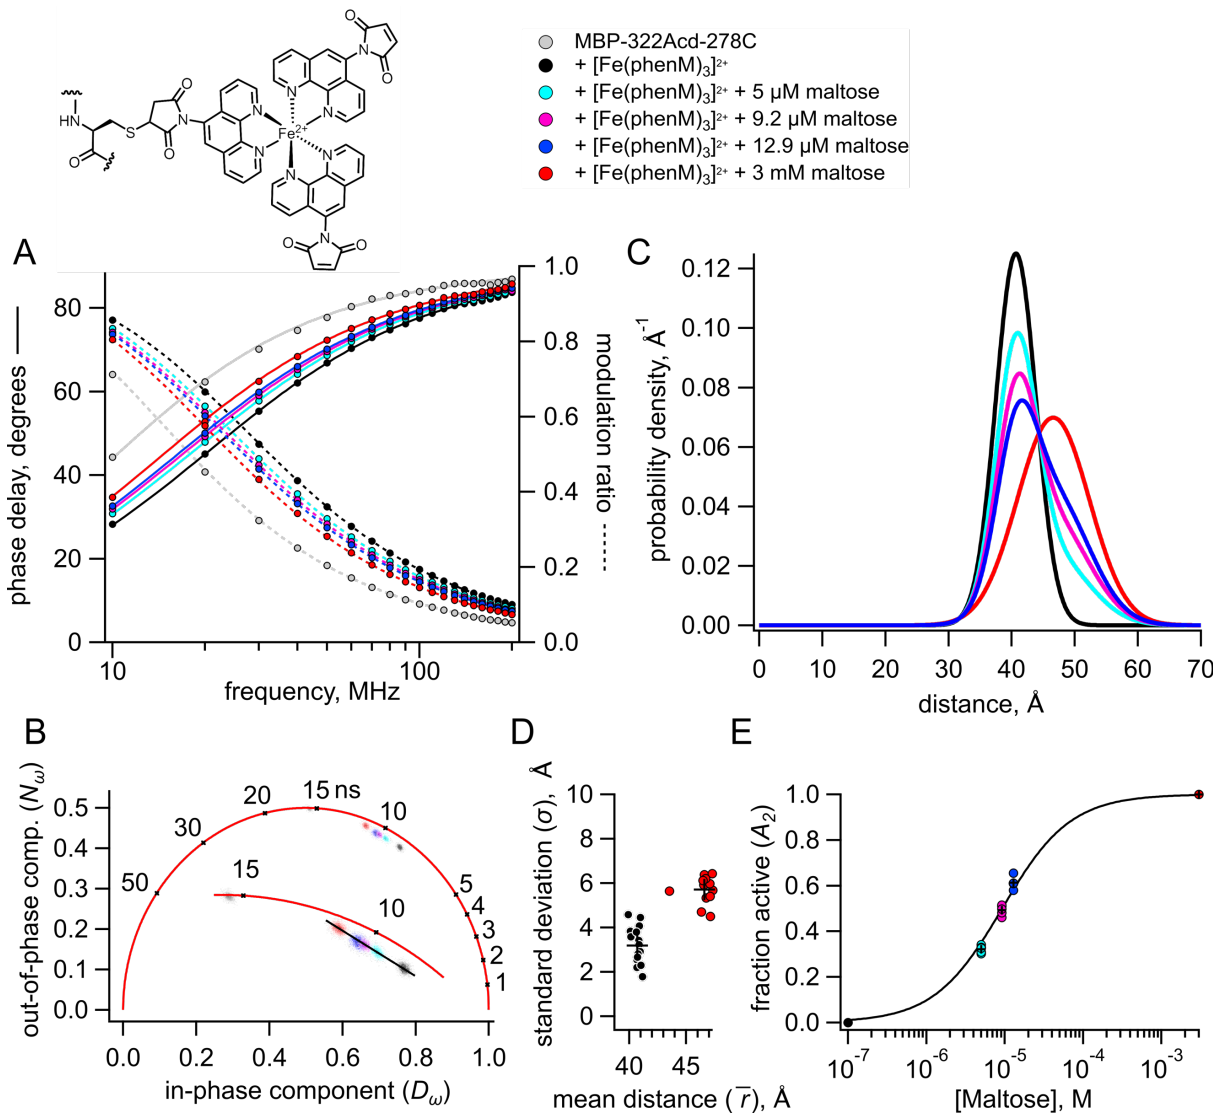 MBP-322Acd-278C
+ [Fe(phenM)₃]²⁺
+ [Fe(phenM)₃]²⁺ + 5 µM maltose
+ [Fe(phenM)₃]²⁺ + 9.2 µM maltose
+ [Fe(phenM)₃]²⁺ + 12.9 µM maltose
+ [Fe(phenM)₃]²⁺ + 3 mM maltose
O
N
O
O
O
N
N
N
HN
S
N
N
Fe²⁺
N
O
O
N
N
O
N
O
A
phase delay, degrees
80
60
40
20
0
10
100
frequency, MHz
1.0
0.8
0.6
0.4
0.2
0.0
modulation ratio
C
probability density, Å⁻¹
0.12
0.10
0.08
0.06
0.04
0.02
0.00
0 10 20 30 40 50 60 70
distance, Å
B
out-of-phase comp. (Nω)
0.5
0.4
0.3
0.2
0.1
0.0
50
30
20
15 ns
10
5
4
3
2
1
15
10
0.0 0.2 0.4 0.6 0.8 1.0
in-phase component (Dω)
D
standard deviation (σ), Å
10
8
6
4
2
0
40 45
mean distance (r̅), Å
E
fraction active (A₂)
1.0
0.8
0.6
0.4
0.2
0.0
10⁻⁷ 10⁻⁶ 10⁻⁵ 10⁻⁴ 10⁻³
[Maltose], M